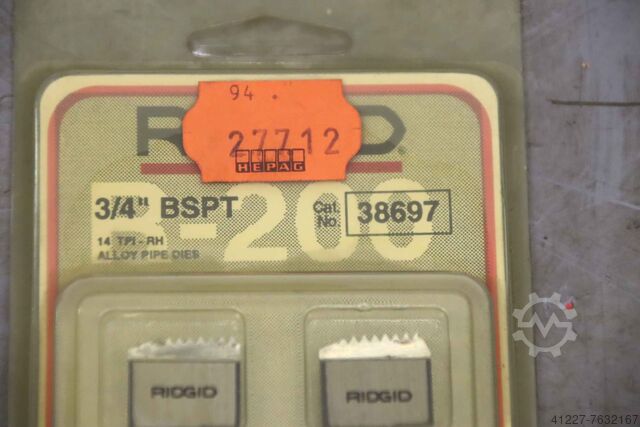 94 .
27712
HEPAG
R-200
3/4" BSPT
Cat. No. 38697
14 TPI - RH
ALLOY PIPE DIES
RIDGID RIDGID
41227-7632167